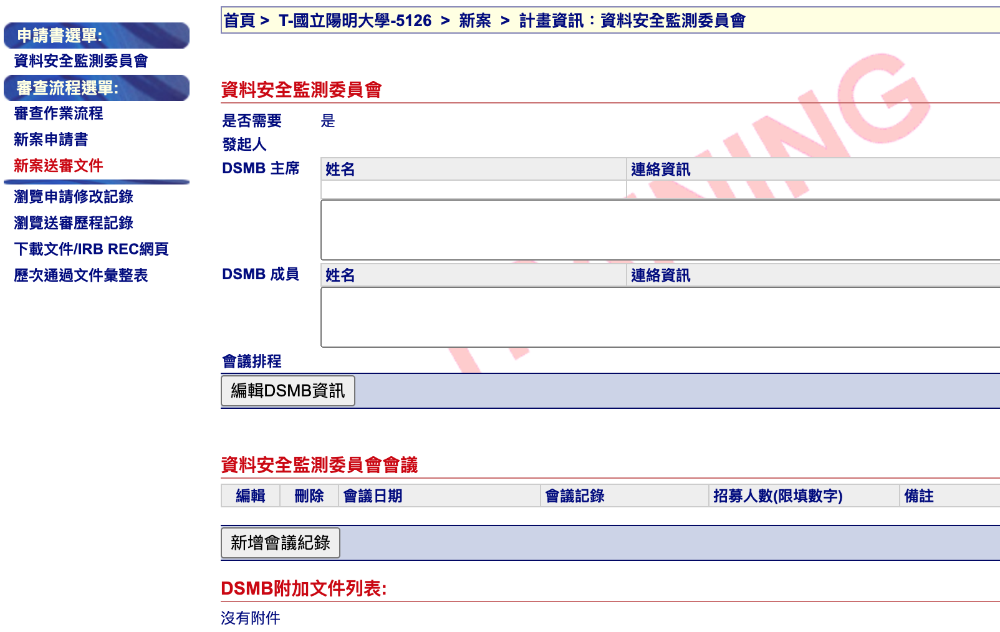 首頁 > T-國立陽明大學-5126 > 新案 > 計畫資訊：資料安全監測委員會
申請書選單:
資料安全監測委員會
審查流程選單:
審查作業流程
新案申請書
新案送審文件
瀏覽申請修改記錄
瀏覽送審歷程記錄
下載文件/IRB REC網頁
歷次通過文件彙整表
資料安全監測委員會
是否需要 是
發起人
DSMB 主席 姓名 連絡資訊
DSMB 成員 姓名 連絡資訊
會議排程
編輯DSMB資訊
資料安全監測委員會會議
編輯 刪除 會議日期 會議記錄 招募人數(限填數字) 備註
新增會議紀錄
DSMB附加文件列表:
沒有附件